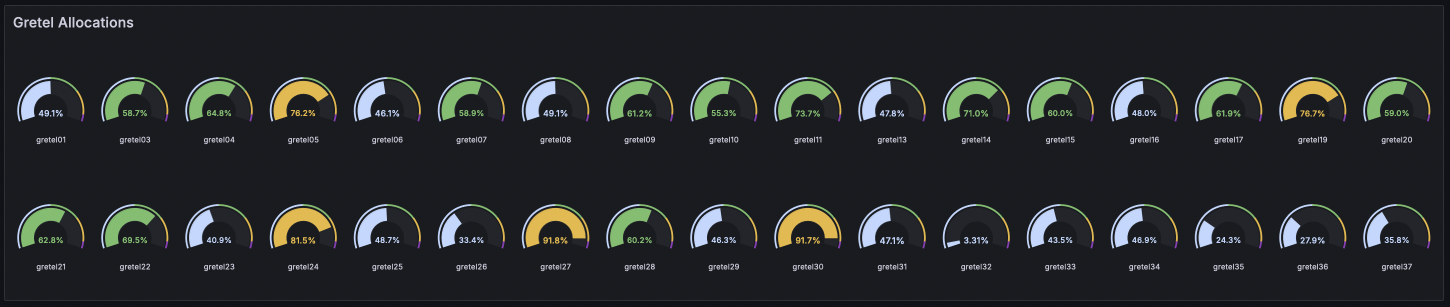 Gretel Allocations
49.1% 58.7% 64.8% 76.2% 46.1% 58.9% 49.1% 61.2% 55.3% 73.7% 47.8% 71.0% 60.0% 48.0% 61.9% 76.7% 59.0%
gretel01 gretel03 gretel04 gretel05 gretel06 gretel07 gretel08 gretel09 gretel10 gretel11 gretel13 gretel14 gretel15 gretel16 gretel17 gretel19 gretel20
62.8% 69.5% 40.9% 81.5% 48.7% 33.4% 91.8% 60.2% 46.3% 91.7% 47.1% 3.31% 43.5% 46.9% 24.3% 27.9% 35.8%
gretel21 gretel22 gretel23 gretel24 gretel25 gretel26 gretel27 gretel28 gretel29 gretel30 gretel31 gretel32 gretel33 gretel34 gretel35 gretel36 gretel37